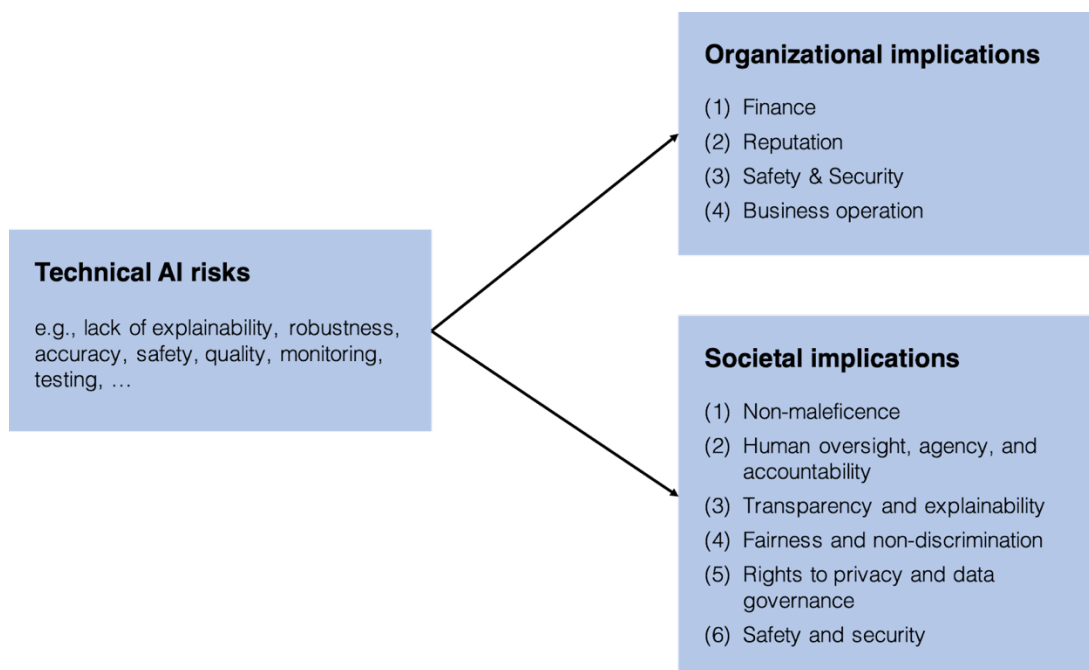 Technical AI risks
e.g., lack of explainability, robustness,
accuracy, safety, quality, monitoring,
testing, …
Organizational implications
(1) Finance
(2) Reputation
(3) Safety & Security
(4) Business operation
Societal implications
(1) Non-maleficence
(2) Human oversight, agency, and
accountability
(3) Transparency and explainability
(4) Fairness and non-discrimination
(5) Rights to privacy and data
governance
(6) Safety and security